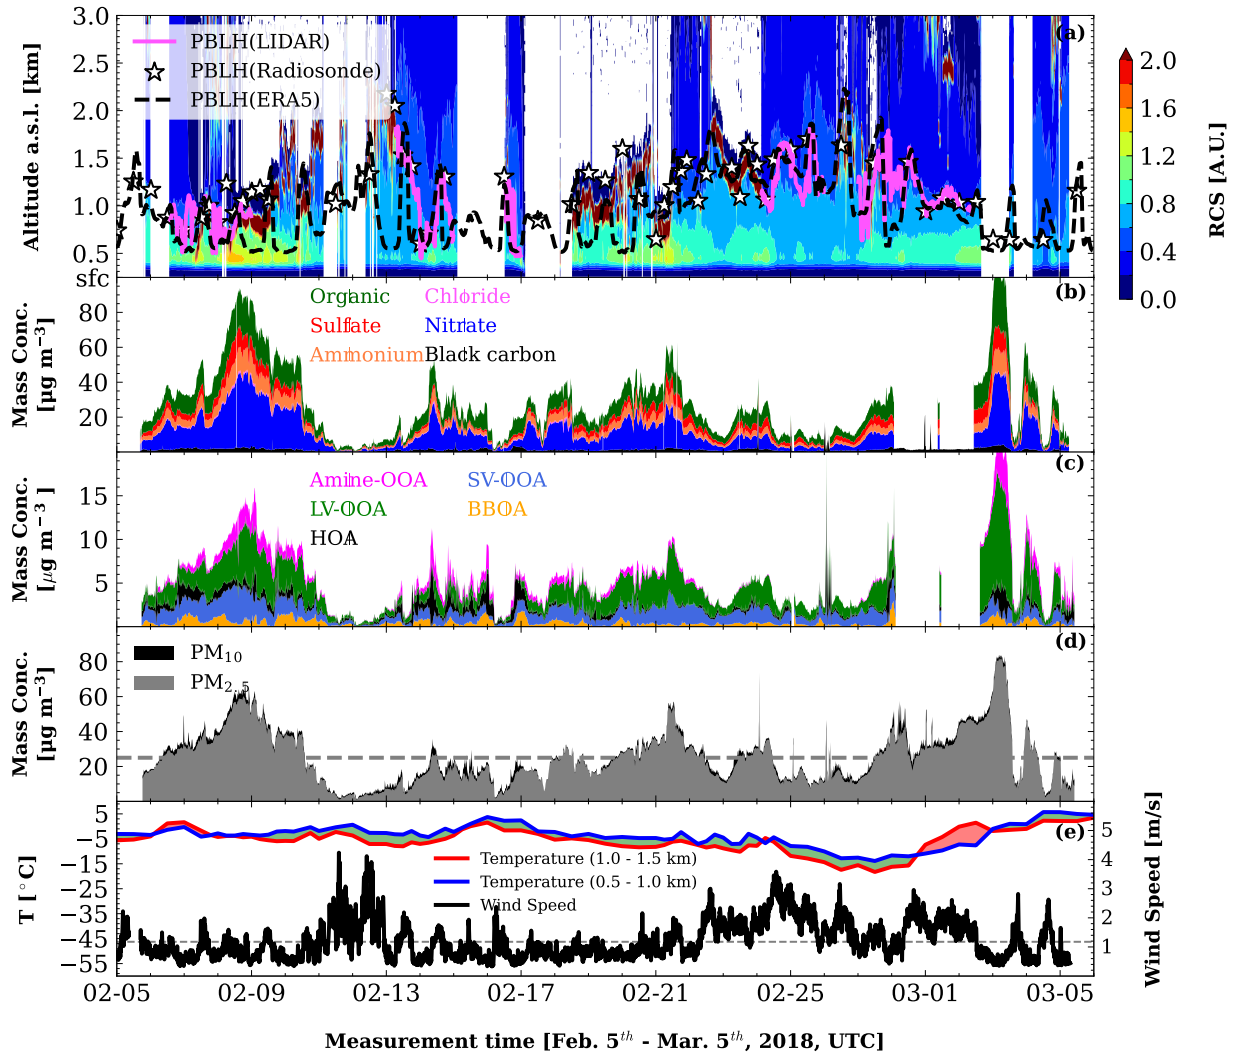 3.0
2.5
2.0
1.5
1.0
0.5
sfc
Altitude a.s.l. [km]
PBLH(LIDAR)
PBLH(Radiosonde)
PBLH(ERA5)
(a)
2.0
1.6
1.2
0.8
0.4
0.0
RCS [A.U.]
80
60
40
20
Mass Conc.
[µg m⁻³]
Organic Chloride
Sulfate Nitrate
Ammonium Black carbon
(b)
15
10
5
Mass Conc.
[µg m⁻³]
Amine-OOA SV-OOA
LV-OOA BBOA
HOA
(c)
80
60
40
20
Mass Conc.
[µg m⁻³]
PM₁₀
PM₂.₅
(d)
5
−5
−15
−25
−35
−45
−55
T [°C]
Temperature (1.0 - 1.5 km)
Temperature (0.5 - 1.0 km)
Wind Speed
(e)
5
4
3
2
1
Wind Speed [m/s]
02-05 02-09 02-13 02-17 02-21 02-25 03-01 03-05
Measurement time [Feb. 5ᵗʰ - Mar. 5ᵗʰ, 2018, UTC]